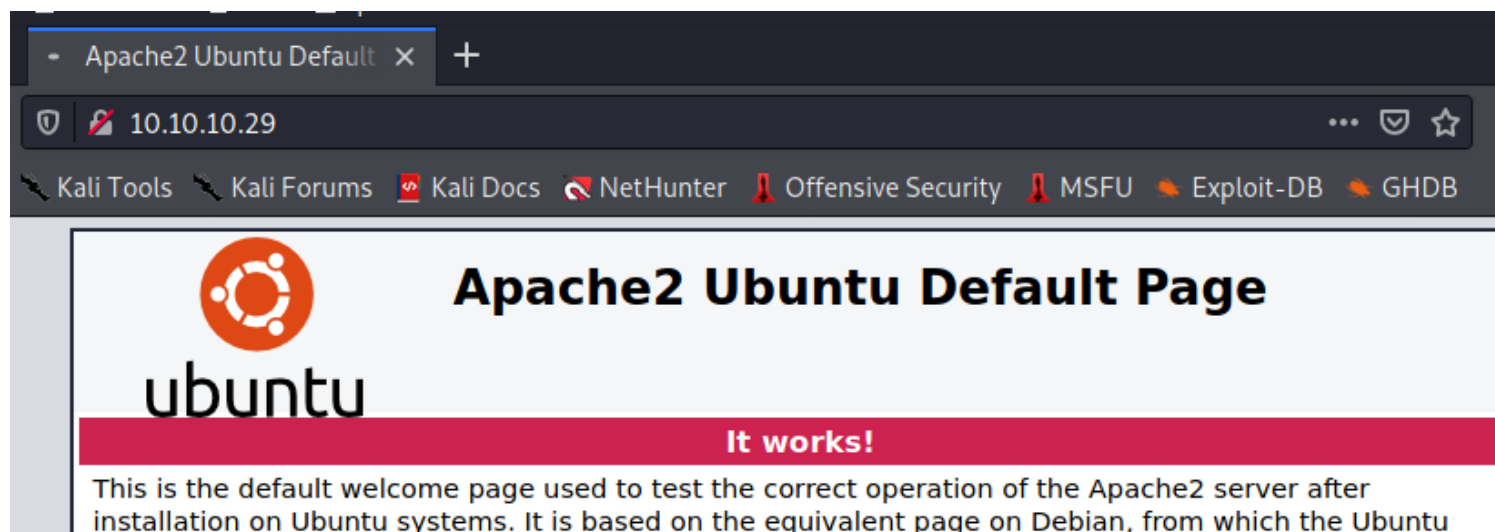 Apache2 Ubuntu Default
10.10.10.29
Kali Tools Kali Forums Kali Docs NetHunter Offensive Security MSFU Exploit-DB GHDB
Apache2 Ubuntu Default Page
ubuntu
It works!
This is the default welcome page used to test the correct operation of the Apache2 server after
installation on Ubuntu systems. It is based on the equivalent page on Debian, from which the Ubuntu